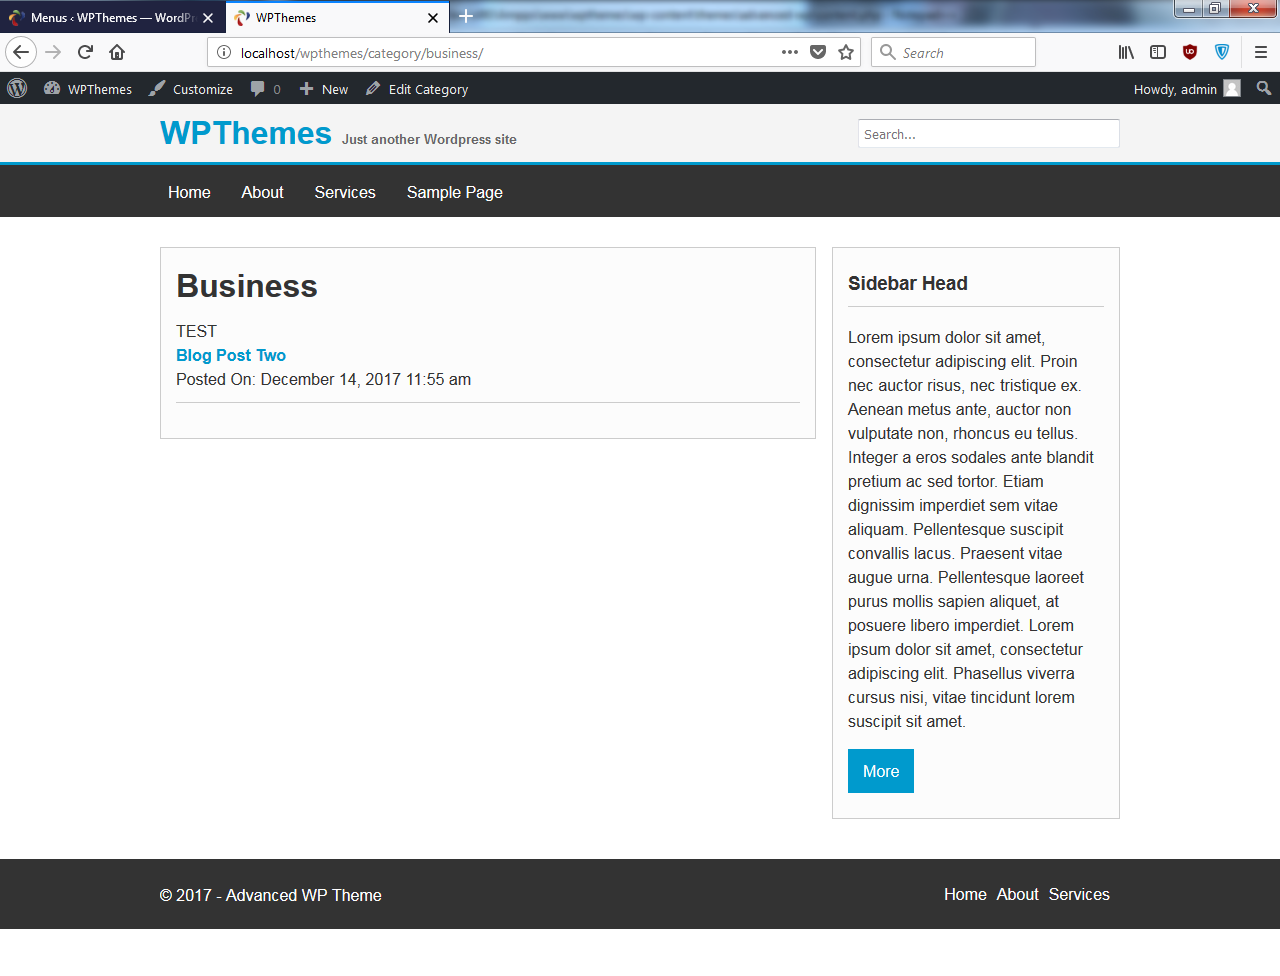 Menus ‹ WPThemes — WordPr
WPThemes
localhost/wpthemes/category/business/
Search
WPThemes
Customize
0
New
Edit Category
Howdy, admin
WPThemes
Just another Wordpress site
Search...
Home
About
Services
Sample Page
Business
TEST
Blog Post Two
Posted On: December 14, 2017 11:55 am
Sidebar Head
Lorem ipsum dolor sit amet,
consectetur adipiscing elit. Proin
nec auctor risus, nec tristique ex.
Aenean metus ante, auctor non
vulputate non, rhoncus eu tellus.
Integer a eros sodales ante blandit
pretium ac sed tortor. Etiam
dignissim imperdiet sem vitae
aliquam. Pellentesque suscipit
convallis lacus. Praesent vitae
augue urna. Pellentesque laoreet
purus mollis sapien aliquet, at
posuere libero imperdiet. Lorem
ipsum dolor sit amet, consectetur
adipiscing elit. Phasellus viverra
cursus nisi, vitae tincidunt lorem
suscipit sit amet.
More
© 2017 - Advanced WP Theme
Home
About
Services